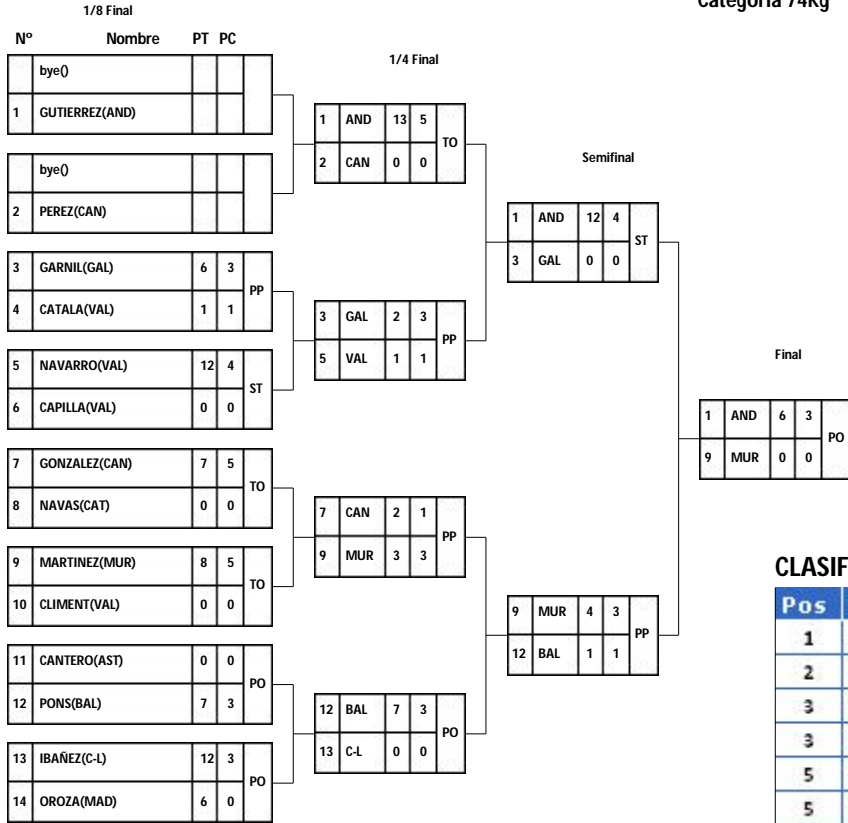 Categoría 74Kg
1/8 Final
Nº Nombre PT PC
bye()
1 GUTIERREZ(AND)
bye()
2 PEREZ(CAN)
3 GARNIL(GAL) 6 3 PP
4 CATALA(VAL) 1 1
5 NAVARRO(VAL) 12 4 ST
6 CAPILLA(VAL) 0 0
7 GONZALEZ(CAN) 7 5 TO
8 NAVAS(CAT) 0 0
9 MARTINEZ(MUR) 8 5 TO
10 CLIMENT(VAL) 0 0
11 CANTERO(AST) 0 0 PO
12 PONS(BAL) 7 3
13 IBAÑEZ(C-L) 12 3 PO
14 OROZA(MAD) 6 0
1/4 Final
1 AND 13 5 TO
2 CAN 0 0
3 GAL 2 3 PP
5 VAL 1 1
7 CAN 2 1 PP
9 MUR 3 3
12 BAL 7 3 PO
13 C-L 0 0
Semifinal
1 AND 12 4 ST
3 GAL 0 0
9 MUR 4 3 PP
12 BAL 1 1
Final
1 AND 6 3 PO
9 MUR 0 0
CLASIF
Pos
1
2
3
3
5
5